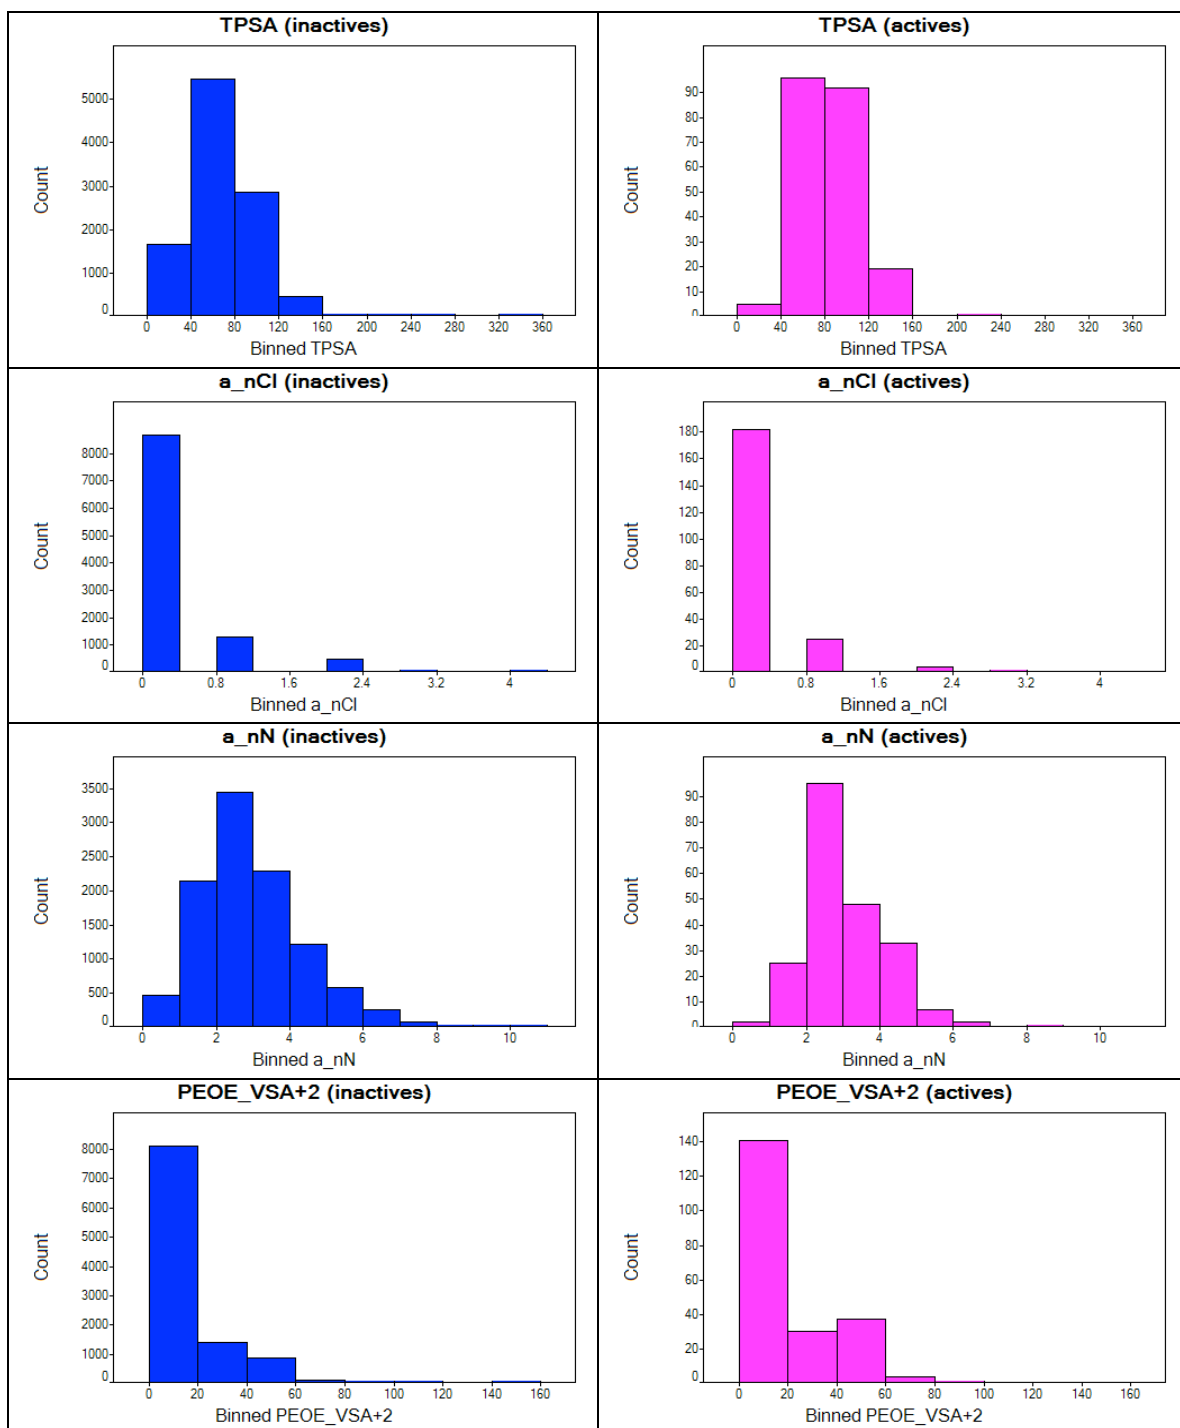 TPSA (inactives)
Count
5000
4000
3000
2000
1000
0
0 40 80 120 160 200 240 280 320 360
Binned TPSA
TPSA (actives)
Count
90
80
70
60
50
40
30
20
10
0
0 40 80 120 160 200 240 280 320 360
Binned TPSA
a_nCl (inactives)
Count
8000
7000
6000
5000
4000
3000
2000
1000
0
0 0.8 1.6 2.4 3.2 4
Binned a_nCl
a_nCl (actives)
Count
180
160
140
120
100
80
60
40
20
0
0 0.8 1.6 2.4 3.2 4
Binned a_nCl
a_nN (inactives)
Count
3500
3000
2500
2000
1500
1000
500
0
0 2 4 6 8 10
Binned a_nN
a_nN (actives)
Count
90
80
70
60
50
40
30
20
10
0
0 2 4 6 8 10
Binned a_nN
PEOE_VSA+2 (inactives)
Count
8000
7000
6000
5000
4000
3000
2000
1000
0
0 20 40 60 80 100 120 140 160
Binned PEOE_VSA+2
PEOE_VSA+2 (actives)
Count
140
120
100
80
60
40
20
0
0 20 40 60 80 100 120 140 160
Binned PEOE_VSA+2